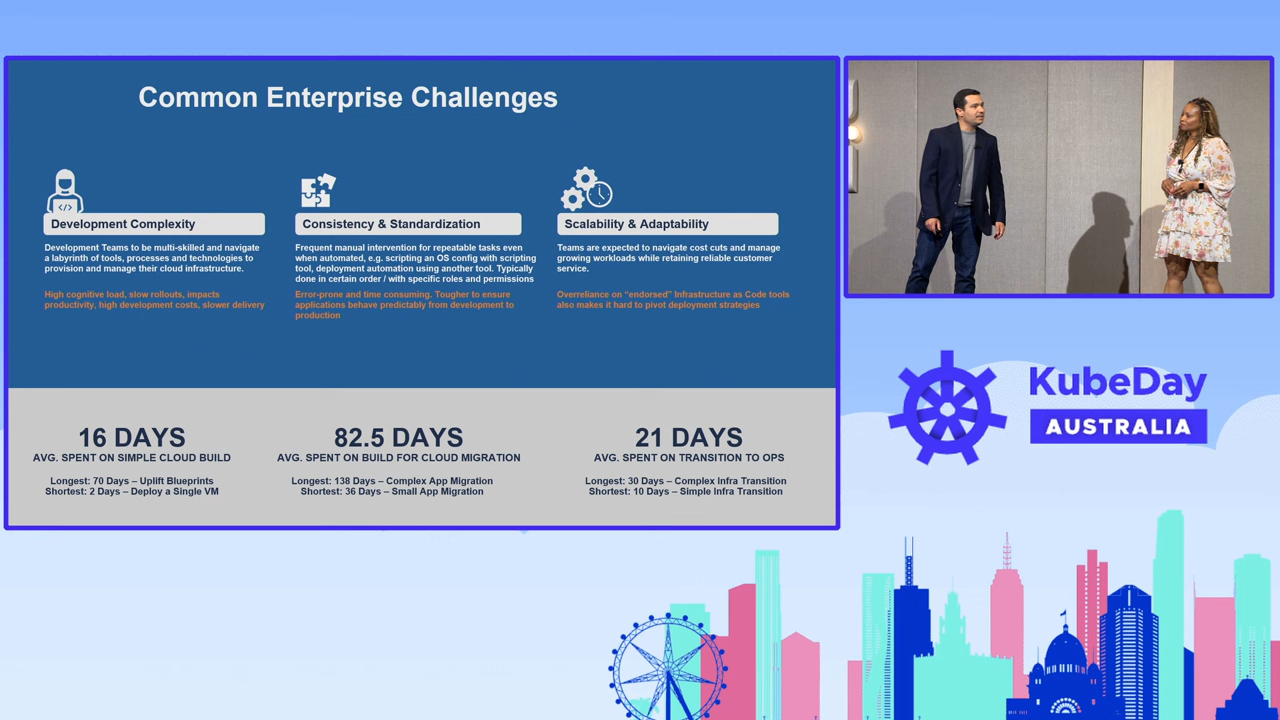 Common Enterprise Challenges
</>
Development Complexity
Development Teams to be multi-skilled and navigate
a labyrinth of tools, processes and technologies to
provision and manage their cloud infrastructure.
High cognitive load, slow rollouts, impacts
productivity, high development costs, slower delivery
Consistency & Standardization
Frequent manual intervention for repeatable tasks even
when automated, e.g. scripting an OS config with scripting
tool, deployment automation using another tool. Typically
done in certain order / with specific roles and permissions
Error-prone and time consuming. Tougher to ensure
applications behave predictably from development to
production
Scalability & Adaptability
Teams are expected to navigate cost cuts and manage
growing workloads while retaining reliable customer
service.
Overreliance on “endorsed” Infrastructure as Code tools
also makes it hard to pivot deployment strategies
16 DAYS
AVG. SPENT ON SIMPLE CLOUD BUILD
Longest: 70 Days – Uplift Blueprints
Shortest: 2 Days – Deploy a Single VM
82.5 DAYS
AVG. SPENT ON BUILD FOR CLOUD MIGRATION
Longest: 138 Days – Complex App Migration
Shortest: 36 Days – Small App Migration
21 DAYS
AVG. SPENT ON TRANSITION TO OPS
Longest: 30 Days – Complex Infra Transition
Shortest: 10 Days – Simple Infra Transition
KubeDay
AUSTRALIA